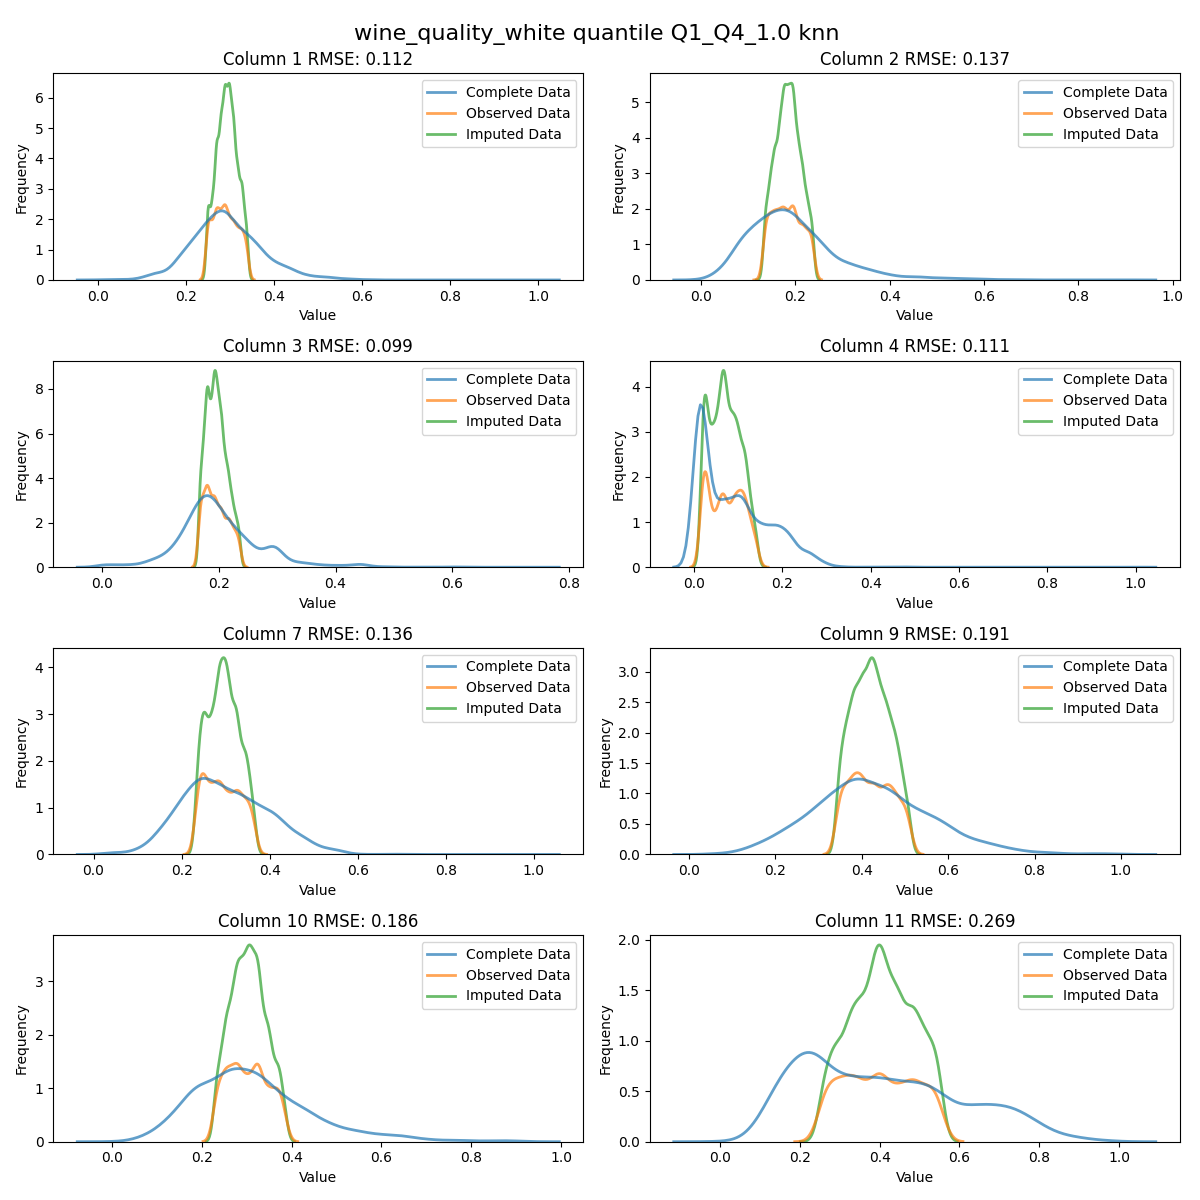 wine_quality_white quantile Q1_Q4_1.0 knn
Column 1 RMSE: 0.112
Frequency
6
5
4
3
2
1
0
Complete Data
Observed Data
Imputed Data
0.0 0.2 0.4 0.6 0.8 1.0
Value
Column 2 RMSE: 0.137
Frequency
5
4
3
2
1
0
Complete Data
Observed Data
Imputed Data
0.0 0.2 0.4 0.6 0.8 1.0
Value
Column 3 RMSE: 0.099
Frequency
8
6
4
2
0
Complete Data
Observed Data
Imputed Data
0.0 0.2 0.4 0.6 0.8
Value
Column 4 RMSE: 0.111
Frequency
4
3
2
1
0
Complete Data
Observed Data
Imputed Data
0.0 0.2 0.4 0.6 0.8 1.0
Value
Column 7 RMSE: 0.136
Frequency
4
3
2
1
0
Complete Data
Observed Data
Imputed Data
0.0 0.2 0.4 0.6 0.8 1.0
Value
Column 9 RMSE: 0.191
Frequency
3.0
2.5
2.0
1.5
1.0
0.5
0.0
Complete Data
Observed Data
Imputed Data
0.0 0.2 0.4 0.6 0.8 1.0
Value
Column 10 RMSE: 0.186
Frequency
3
2
1
0
Complete Data
Observed Data
Imputed Data
0.0 0.2 0.4 0.6 0.8 1.0
Value
Column 11 RMSE: 0.269
Frequency
2.0
1.5
1.0
0.5
0.0
Complete Data
Observed Data
Imputed Data
0.0 0.2 0.4 0.6 0.8 1.0
Value